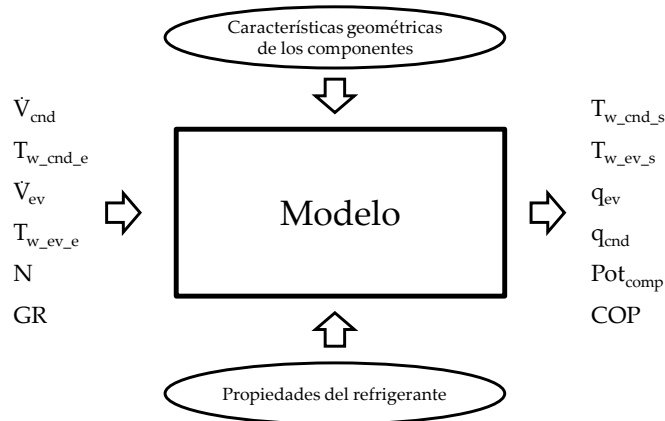 Características geométricas
de los componentes
V̇cnd
Tw_cnd_e
V̇ev
Tw_ev_e
N
GR
Modelo
Tw_cnd_s
Tw_ev_s
qev
qcnd
Potcomp
COP
Propiedades del refrigerante